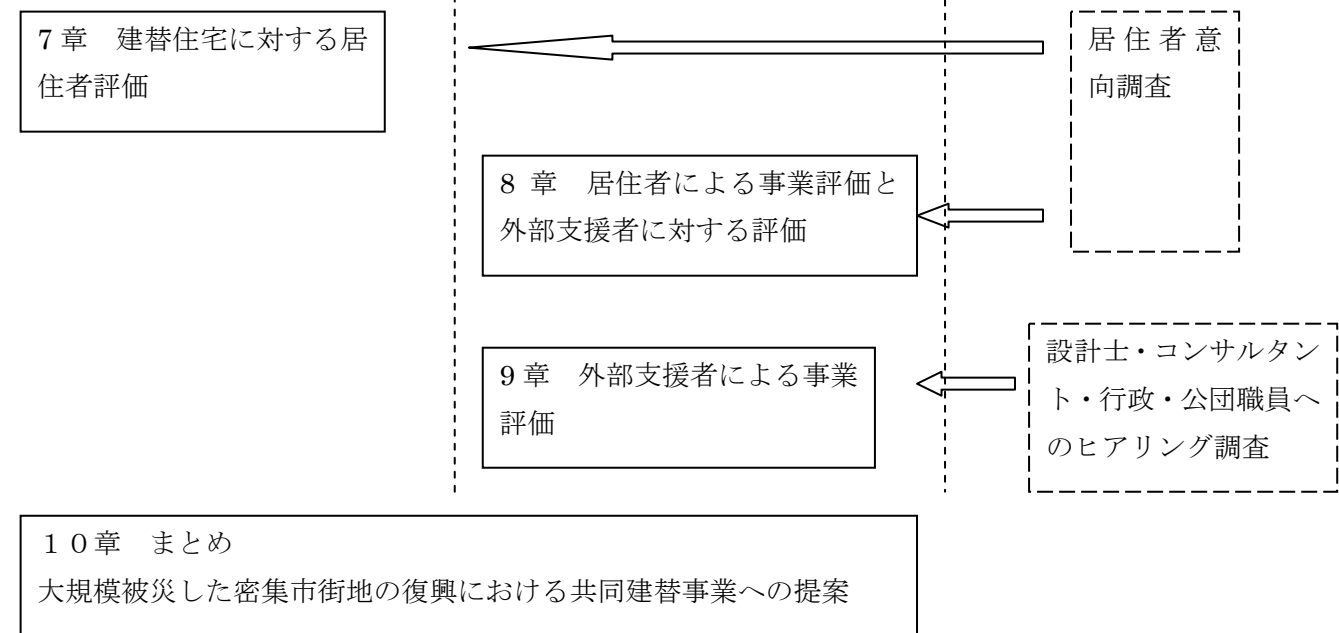 7章　建替住宅に対する居
住者評価
居住者意
向調査
8章　居住者による事業評価と
外部支援者に対する評価
9章　外部支援者による事業
評価
設計士・コンサルタン
ト・行政・公団職員へ
のヒアリング調査
１０章　まとめ
大規模被災した密集市街地の復興における共同建替事業への提案